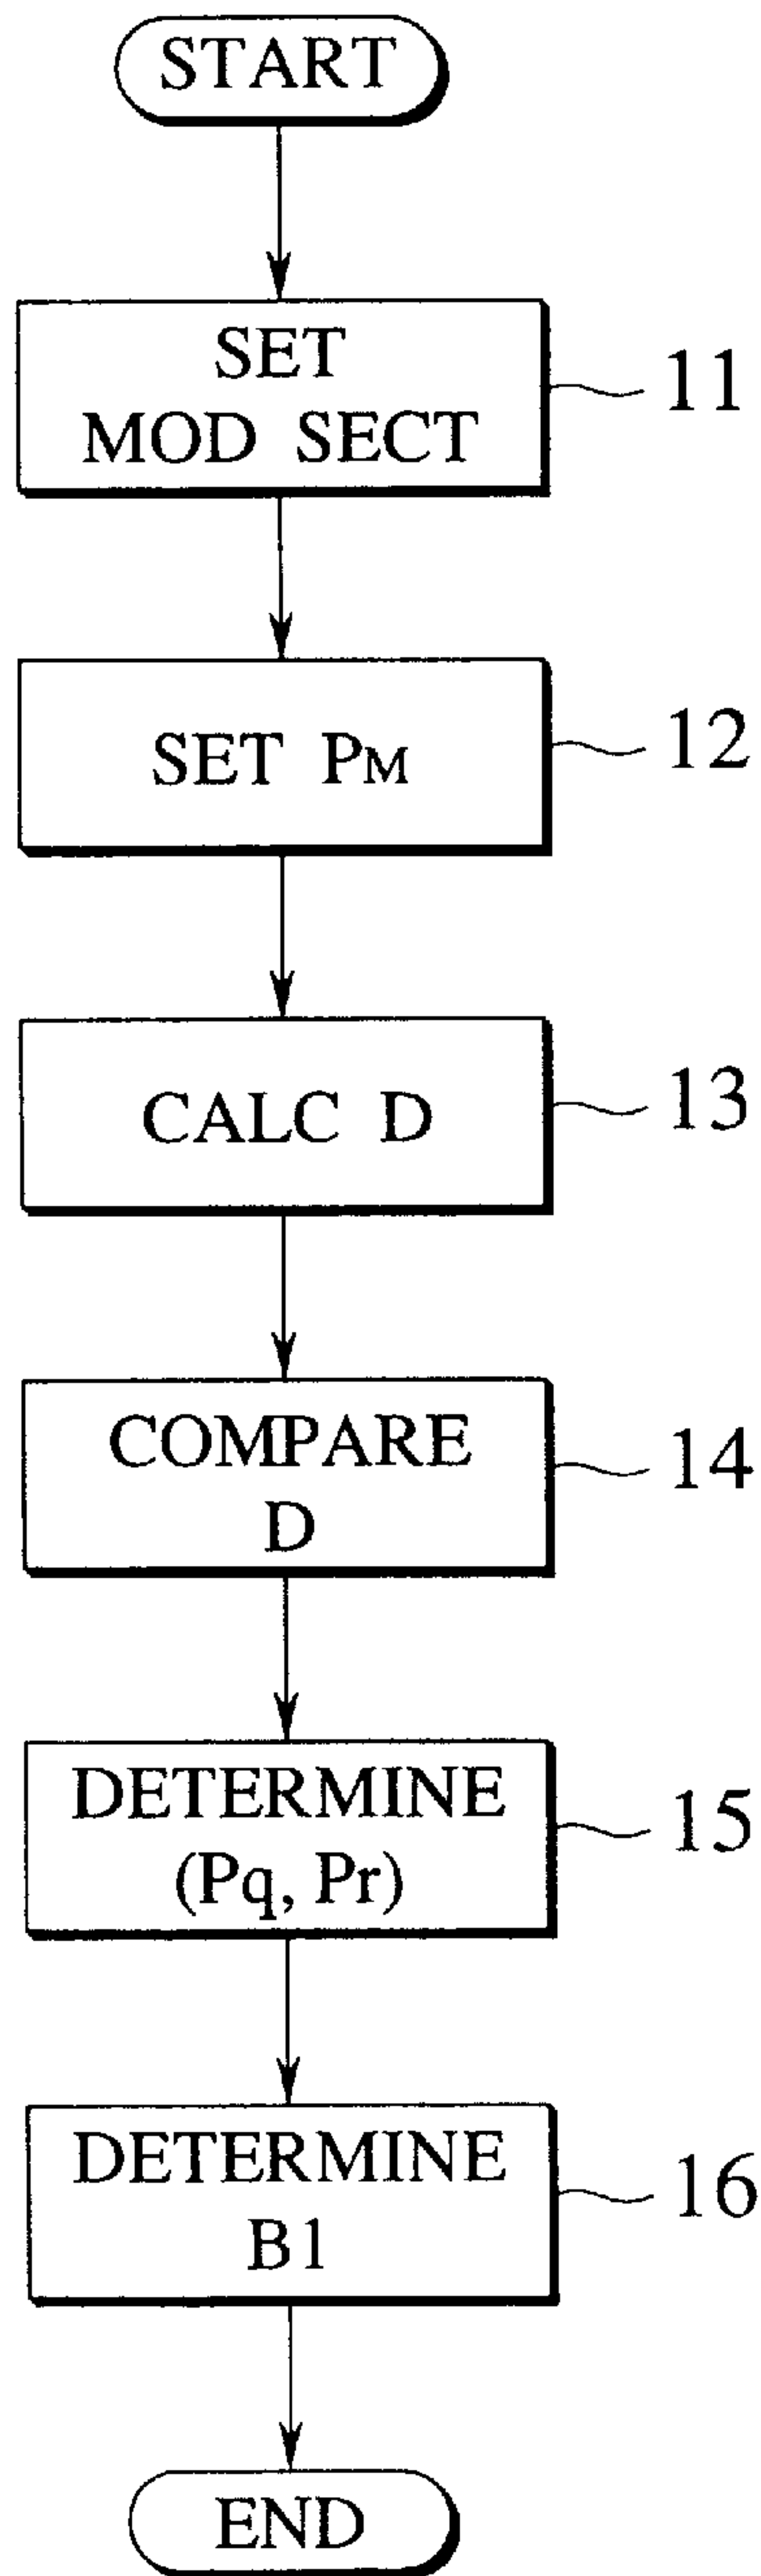 START
SET
MOD SECT
11
SET PM
12
CALC D
13
COMPARE
D
14
DETERMINE
(Pq, Pr)
15
DETERMINE
B1
16
END